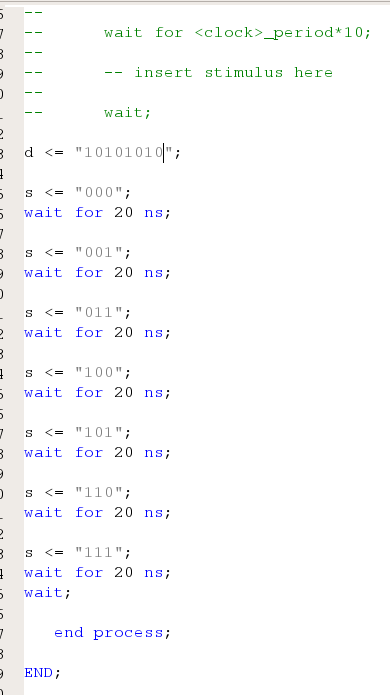 --
--      wait for <clock>_period*10;
--
--      -- insert stimulus here
--
--      wait;
d <= "10101010";
s <= "000";
wait for 20 ns;
s <= "001";
wait for 20 ns;
s <= "011";
wait for 20 ns;
s <= "100";
wait for 20 ns;
s <= "101";
wait for 20 ns;
s <= "110";
wait for 20 ns;
s <= "111";
wait for 20 ns;
wait;
   end process;
END;